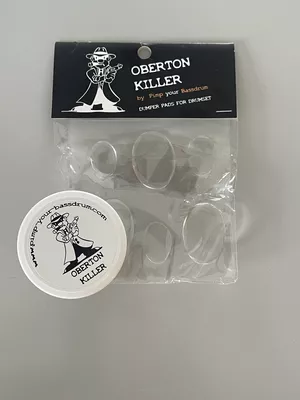 OBERTON
KILLER
by Pimp your Bassdrum
DUMPER PADS FOR DRUMSET
www.pimp-your-bassdrum.com
OBERTON
KILLER